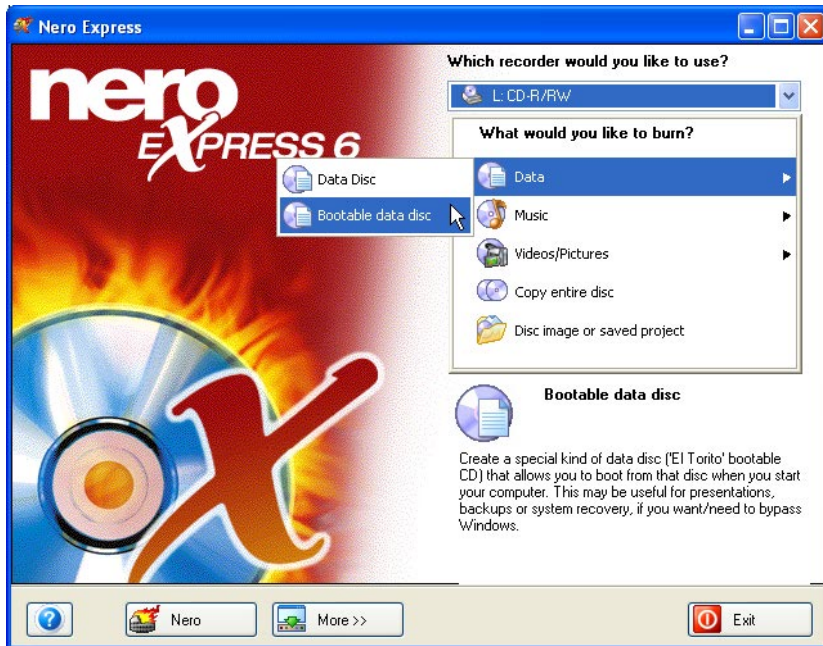 Nero Express
Which recorder would you like to use?
L: CD-R/RW
nero
EXPRESS 6
What would you like to burn?
Data Disc
Bootable data disc
Data
Music
Videos/Pictures
Copy entire disc
Disc image or saved project
Bootable data disc
Create a special kind of data disc ('El Torito' bootable
CD) that allows you to boot from that disc when you start
your computer. This may be useful for presentations,
backups or system recovery, if you want/need to bypass
Windows.
Nero
More >>
Exit